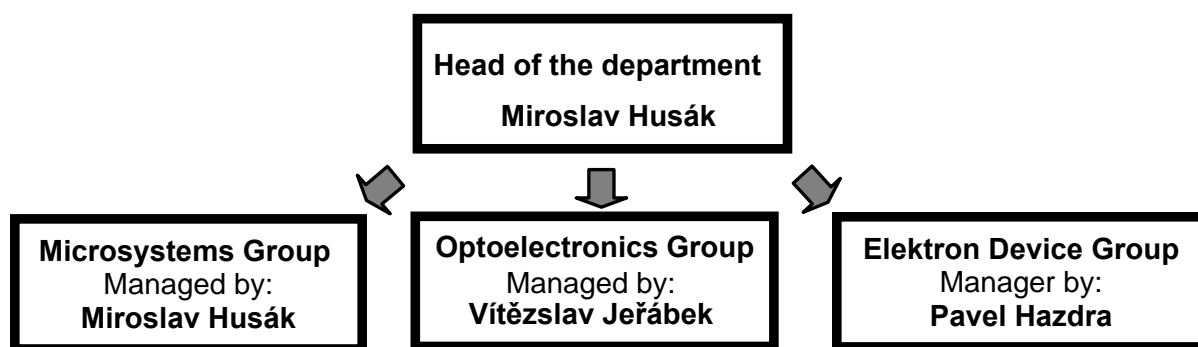 Head of the department
Miroslav Husák
Microsystems Group
Managed by:
Miroslav Husák
Optoelectronics Group
Managed by:
Vítězslav Jeřábek
Elektron Device Group
Manager by:
Pavel Hazdra